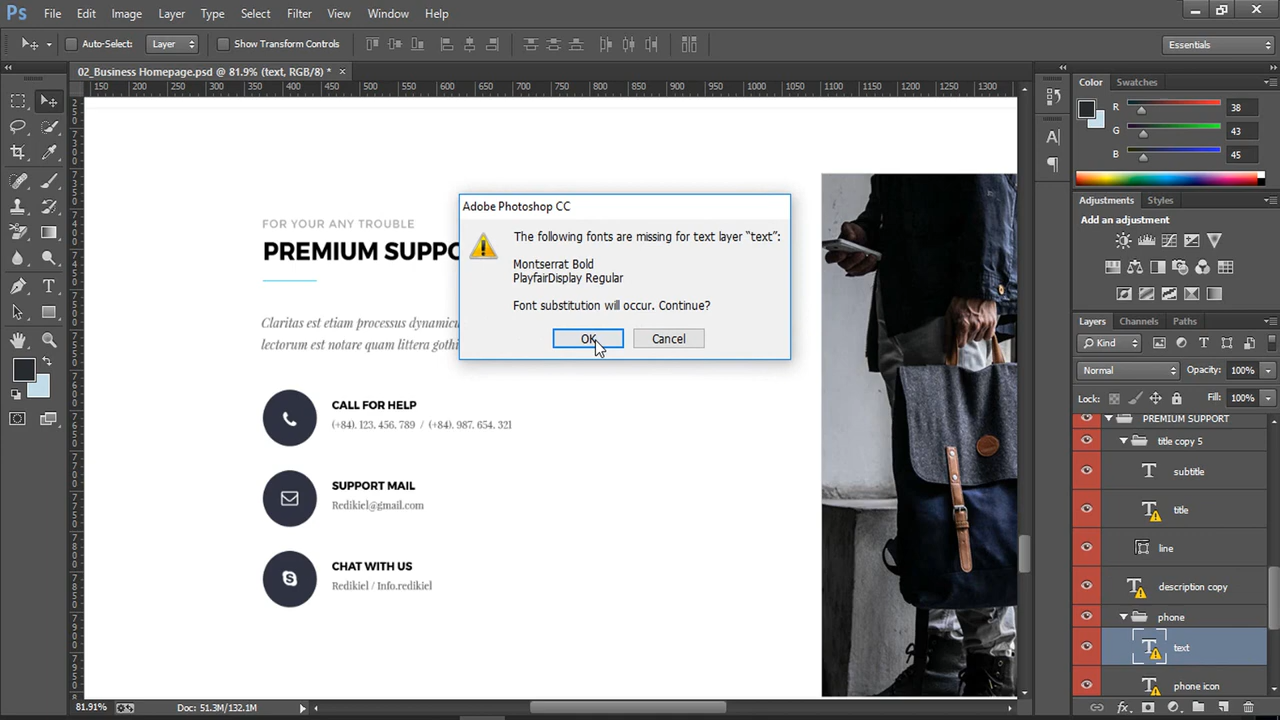 Ps File Edit Image Layer Type Select Filter View Window Help
Auto-Select: Layer Show Transform Controls Essentials
02_Business Homepage.psd @ 81.9% (text, RGB/8) * ×
150 200 250 300 350 400 450 500 550 600 650 700 750 800 850 900 950 1000 1050 1100 1150 1200 1250 1300
FOR YOUR ANY TROUBLE
PREMIUM SUPPO
Claritas est etiam processus dynamicu
lectorum est notare quam littera gothi
CALL FOR HELP
(+84). 123. 456. 789 / (+84). 987. 654. 321
SUPPORT MAIL
Redikiel@gmail.com
CHAT WITH US
Redikiel / Info.redikiel
Adobe Photoshop CC
The following fonts are missing for text layer “text”:
Montserrat Bold
PlayfairDisplay Regular
Font substitution will occur. Continue?
OK Cancel
Color Swatches
R 38
G 43
B 45
Adjustments Styles
Add an adjustment
Layers Channels Paths
Kind
Normal Opacity: 100%
Lock: Fill: 100%
PREMIUM SUPPORT
title copy 5
subtitle
title
line
description copy
phone
text
phone icon
81.91% Doc: 51.3M/132.1M